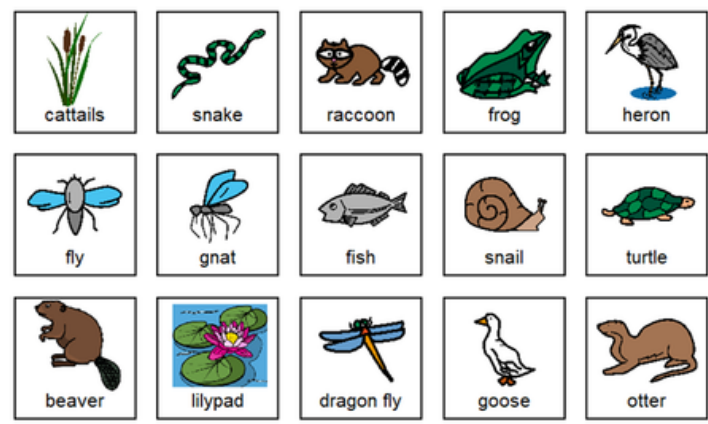 cattails
snake
raccoon
frog
heron
fly
gnat
fish
snail
turtle
beaver
lilypad
dragon fly
goose
otter